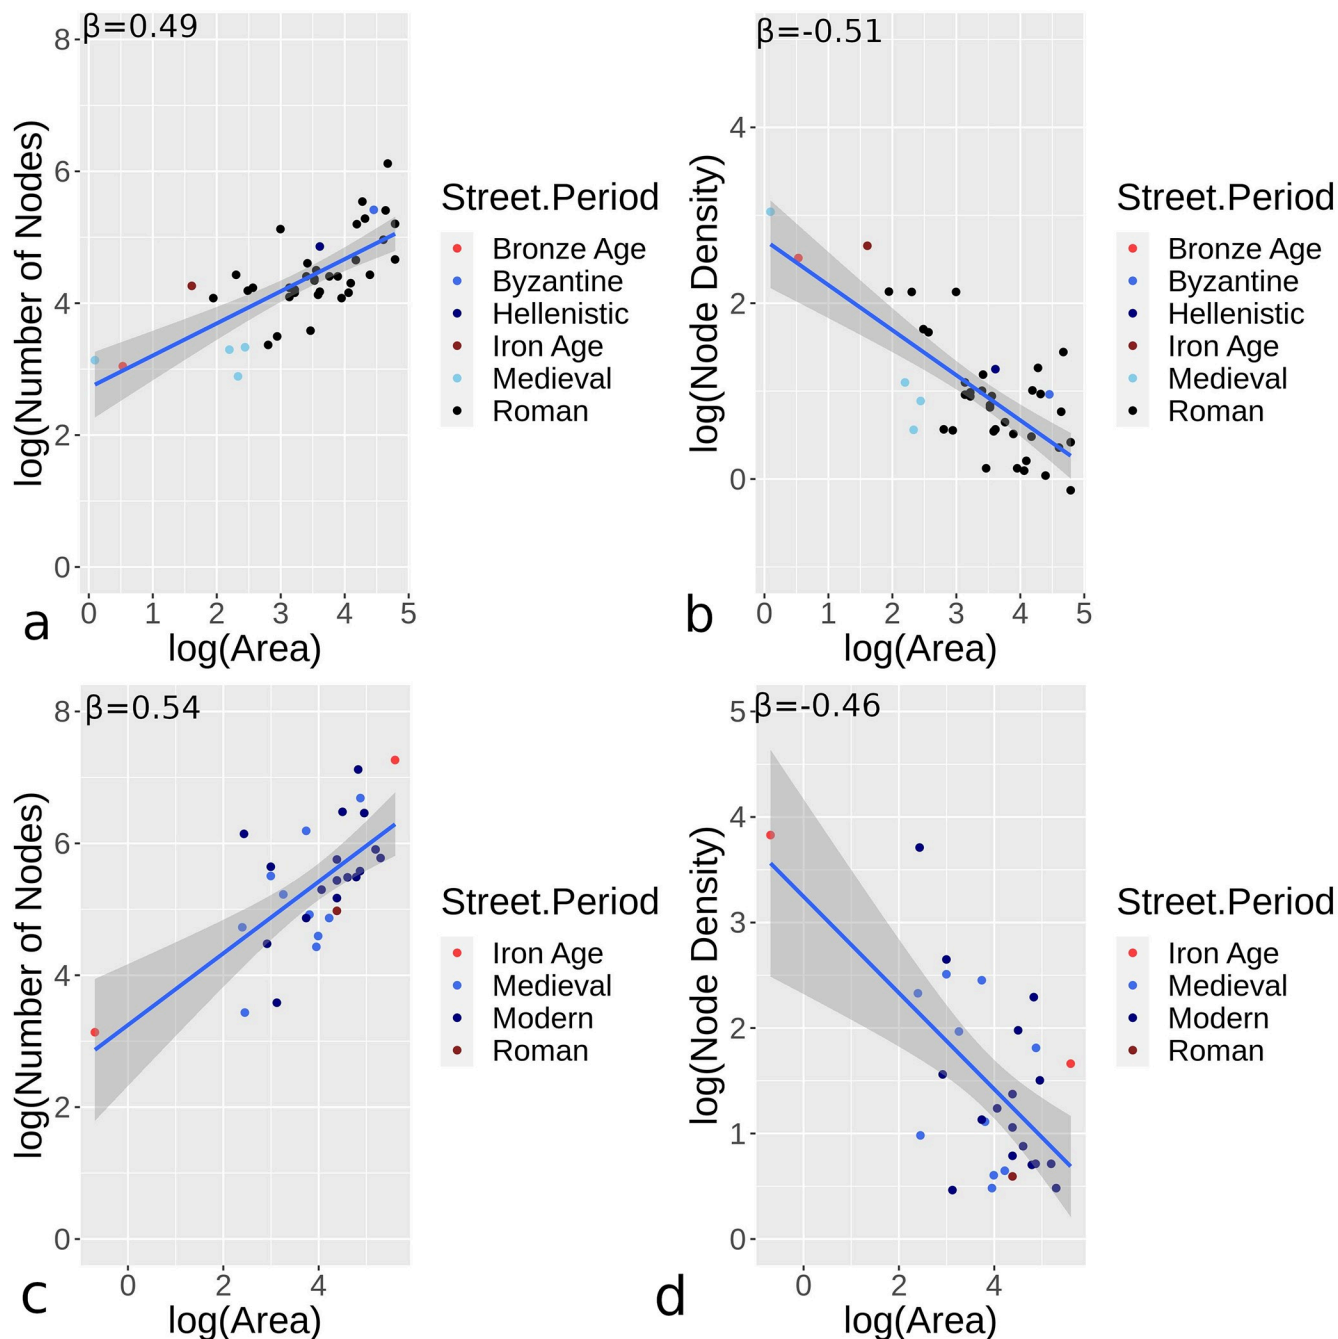 β=0.49
log(Number of Nodes)
8
6
4
2
0
0 1 2 3 4 5
log(Area)
a
Street.Period
Bronze Age
Byzantine
Hellenistic
Iron Age
Medieval
Roman
β=-0.51
log(Node Density)
4
2
0
0 1 2 3 4 5
log(Area)
b
Street.Period
Bronze Age
Byzantine
Hellenistic
Iron Age
Medieval
Roman
β=0.54
log(Number of Nodes)
8
6
4
2
0
0 2 4
log(Area)
c
Street.Period
Iron Age
Medieval
Modern
Roman
β=-0.46
log(Node Density)
5
4
3
2
1
0
0 2 4
log(Area)
d
Street.Period
Iron Age
Medieval
Modern
Roman